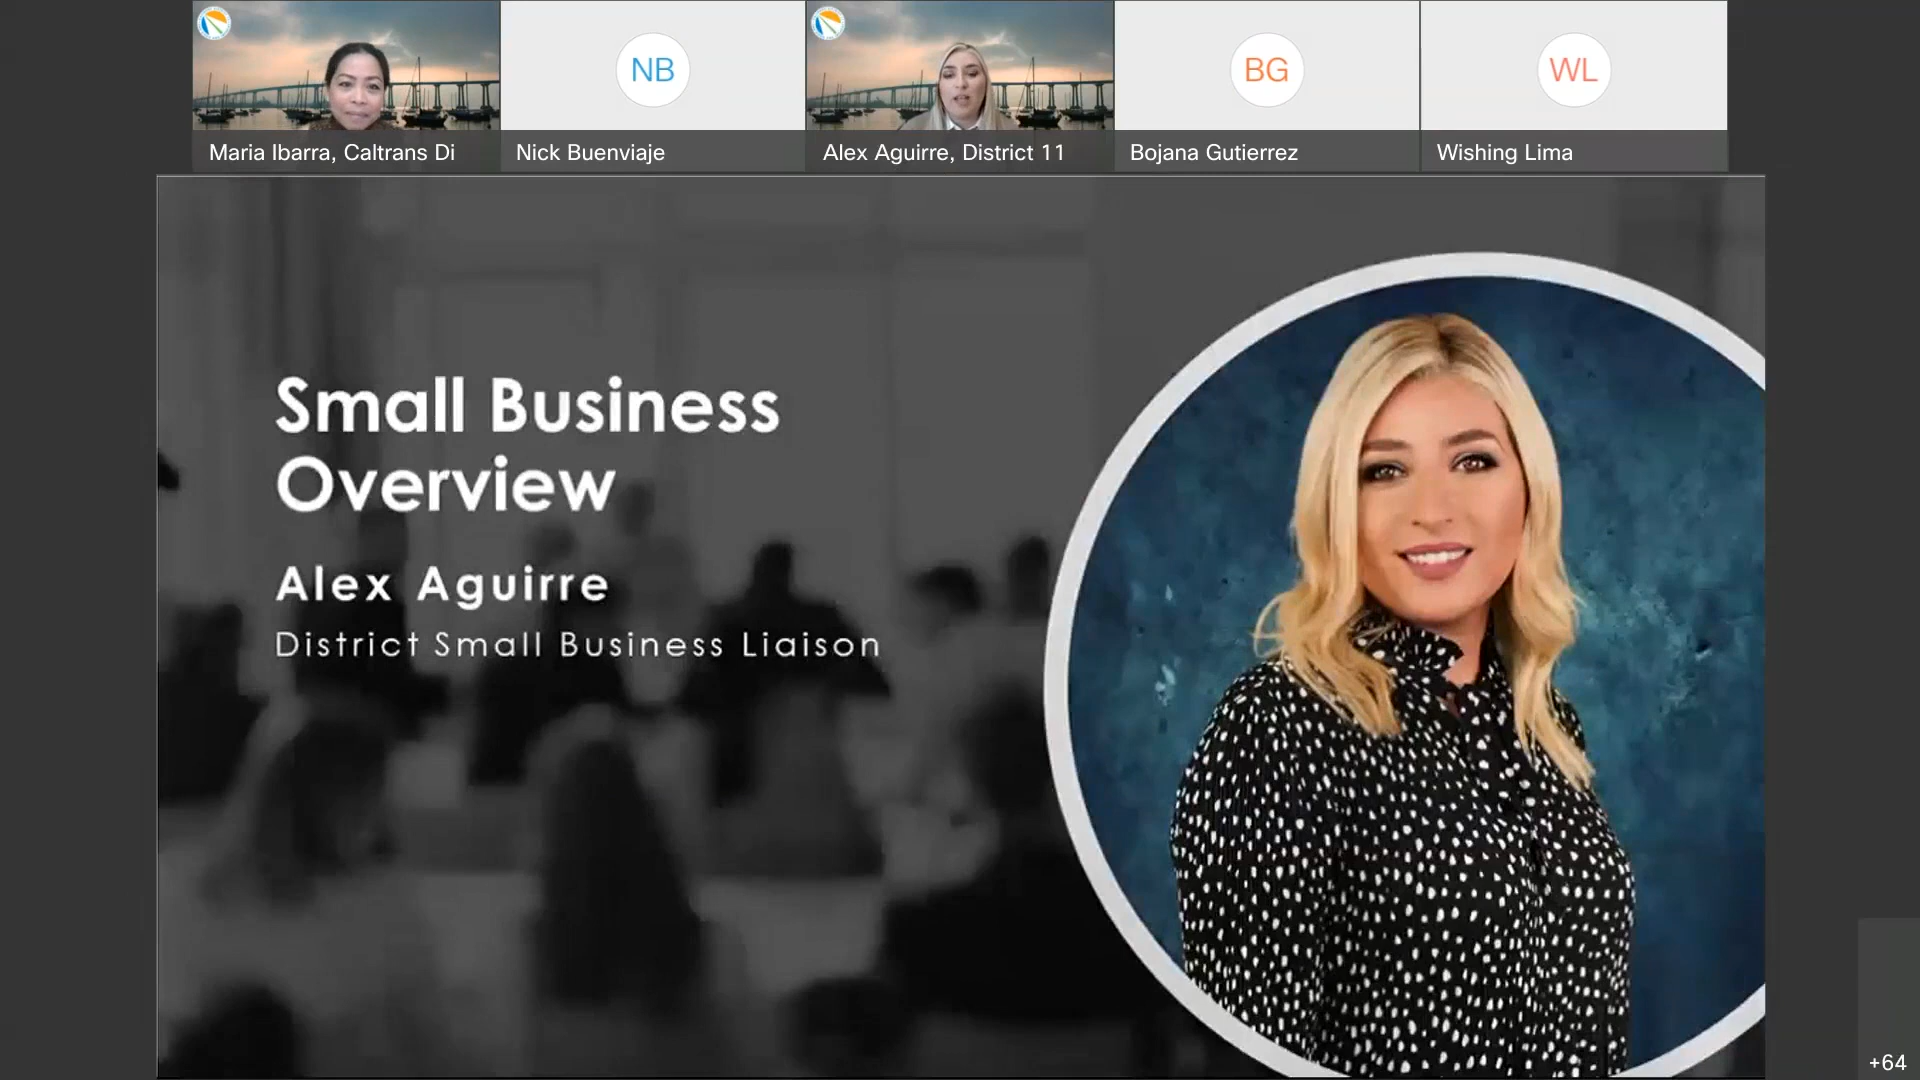 Maria Ibarra, Caltrans Di
NB
Nick Buenviaje
Alex Aguirre, District 11
BG
Bojana Gutierrez
WL
Wishing Lima
Small Business
Overview
Alex Aguirre
District Small Business Liaison
+64